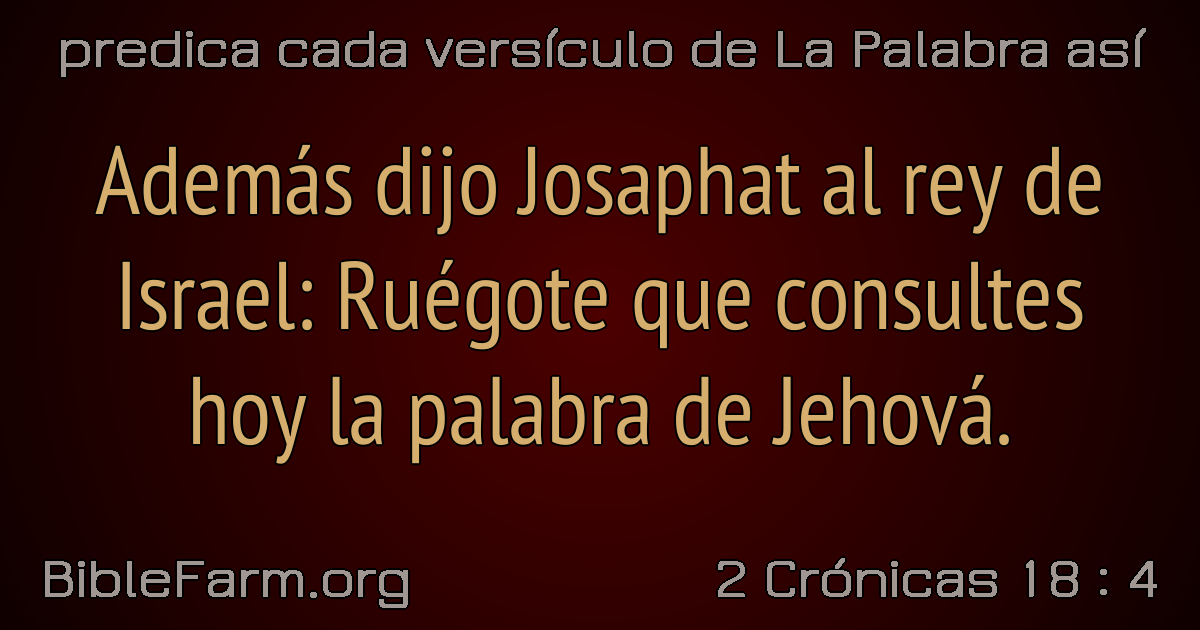 predica cada versículo de La Palabra así
Además dijo Josaphat al rey de
Israel: Ruégote que consultes
hoy la palabra de Jehová.
BibleFarm.org
2 Crónicas 18 : 4